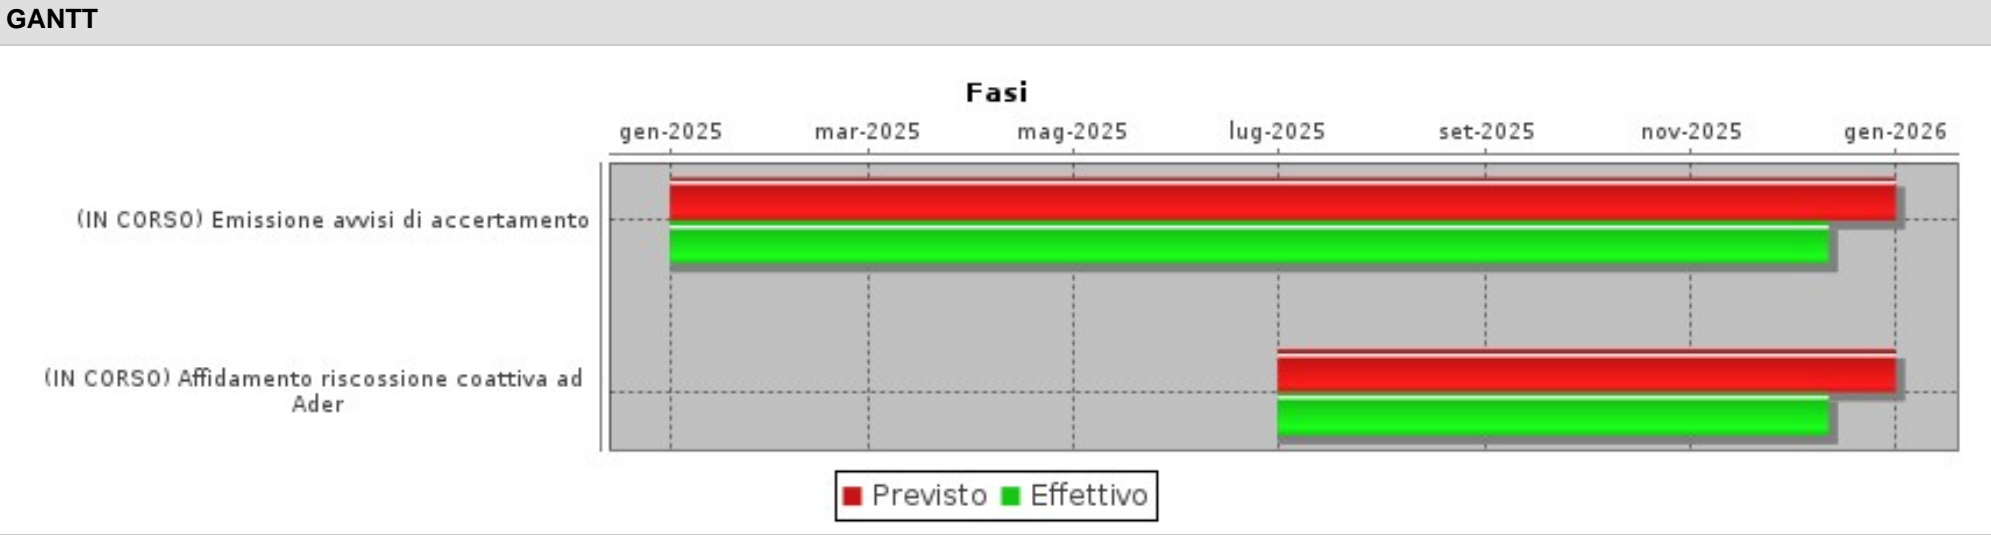 GANTT
Fasi
gen-2025 mar-2025 mag-2025 lug-2025 set-2025 nov-2025 gen-2026
(IN CORSO) Emissione avvisi di accertamento
(IN CORSO) Affidamento riscossione coattiva ad
Ader
Previsto Effettivo